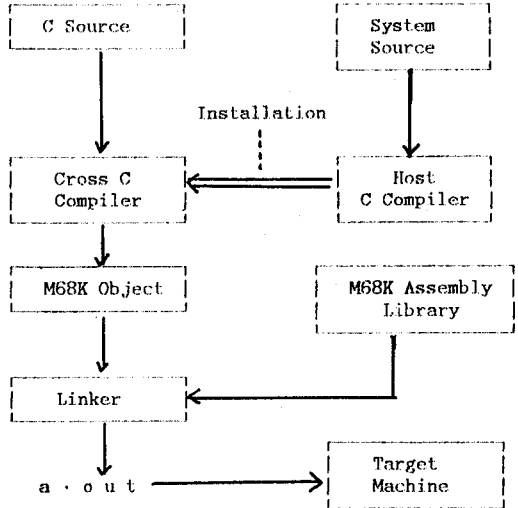 C Source
System
Source
Installation
Cross C
Compiler
Host
C Compiler
M68K Object
M68K Assembly
Library
Linker
a.out
Target
Machine